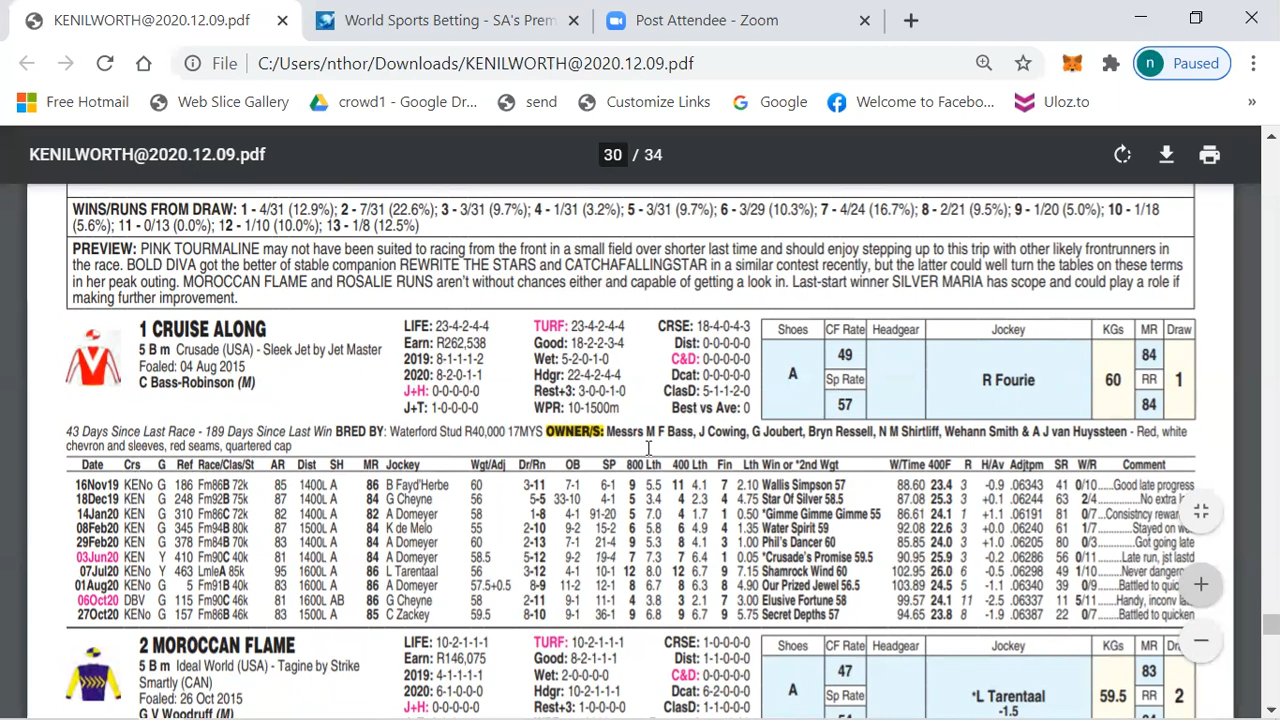 KENILWORTH@2020.12.09.pdf
World Sports Betting - SA's Prem
Post Attendee - Zoom
File C:/Users/nthor/Downloads/KENILWORTH@2020.12.09.pdf
n Paused
Free Hotmail Web Slice Gallery crowd1 - Google Dr... send Customize Links Google Welcome to Facebo... Uloz.to »
KENILWORTH@2020.12.09.pdf 30 / 34
WINS/RUNS FROM DRAW: 1 - 4/31 (12.9%); 2 - 7/31 (22.6%); 3 - 3/31 (9.7%); 4 - 1/31 (3.2%); 5 - 3/31 (9.7%); 6 - 3/29 (10.3%); 7 - 4/24 (16.7%); 8 - 2/21 (9.5%); 9 - 1/20 (5.0%); 10 - 1/18
(5.6%); 11 - 0/13 (0.0%); 12 - 1/10 (10.0%); 13 - 1/8 (12.5%)
PREVIEW: PINK TOURMALINE may not have been suited to racing from the front in a small field over shorter last time and should enjoy stepping up to this trip with other likely frontrunners in
the race. BOLD DIVA got the better of stable companion REWRITE THE STARS and CATCHAFALLINGSTAR in a similar contest recently, but the latter could well turn the tables on these terms
in her peak outing. MOROCCAN FLAME and ROSALIE RUNS aren't without chances either and capable of getting a look in. Last-start winner SILVER MARIA has scope and could play a role if
making further improvement.
1 CRUISE ALONG
5 B m Crusade (USA) - Sleek Jet by Jet Master
Foaled: 04 Aug 2015
C Bass-Robinson (M)
LIFE: 23-4-2-4-4 TURF: 23-4-2-4-4 CRSE: 18-4-0-4-3
Earn: R262,538 Good: 18-2-2-3-4 Dist: 0-0-0-0-0
2019: 8-1-1-1-2 Wet: 5-2-0-1-0 C&D: 0-0-0-0-0
2020: 8-2-0-1-1 Hdgr: 22-4-2-4-4 Dcat: 0-0-0-0-0
J+H: 0-0-0-0-0 Rest+3: 3-0-0-1-0 ClasD: 5-1-1-2-0
J+T: 1-0-0-0-0 WPR: 10-1500m Best vs Ave: 0
Shoes CF Rate Headgear Jockey KGs MR Draw
A 49 Sp Rate 57 R Fourie 60 84 RR 84 1
43 Days Since Last Race - 189 Days Since Last Win BRED BY: Waterford Stud R40,000 17MYS OWNER/S: Messrs M F Bass, J Cowing, G Joubert, Bryn Ressell, N M Shirtliff, Wehann Smith & A J van Huyssteen - Red, white
chevron and sleeves, red seams, quartered cap
Date Crs G Ref Race/Clas/St AR Dist SH MR Jockey Wgt/Adj Dr/Rn OB SP 800 Lth 400 Lth Fin Lth Win or *2nd Wgt W/Time 400F R H/Av Adjtpm SR W/R Comment
16Nov19 KENo G 186 Fm86B 72k 85 1400L A 86 B Fayd'Herbe 60 3-11 7-1 6-1 9 5.5 11 4.1 7 2.10 Wallis Simpson 57 88.60 23.4 3 -0.9 .06343 41 0/10 ....Good late progress
18Dec19 KEN G 248 Fm92B 87k 95 1400L A 84 G Cheyne 56 5-5 33-10 4-1 5 3.4 2 2.3 4 4.75 Star Of Silver 58.5 87.08 25.3 3 +0.1 .06244 63 2/4 ..........No extra l
14Jan20 KEN G 310 Fm86C 72k 84 1400L A 82 A Domeyer 58 1-8 4-1 91-20 5 7.0 4 1.7 1 0.50 *Gimme Gimme Gimme 55 86.61 24.1 1 +1.1 .06191 81 0/7 ....Consistncy rewar
08Feb20 KEN G 345 Fm94B 80k 94 1400L A 84 K de Melo 55 2-10 9-2 15-2 6 5.8 6 4.9 4 1.35 Water Spirit 59 92.08 22.6 3 +0.0 .06240 61 1/7 .........Stayed on w
29Feb20 KEN G 378 Fm84B 70k 83 1400L A 84 A Domeyer 60 2-13 7-1 21-4 9 5.3 8 4.1 3 1.00 Phil's Dancer 60 85.85 24.0 3 +1.0 .06244 80 0/3 .......Got going late
03Jun20 KEN Y 410 Fm90C 40k 81 1400L A 84 A Domeyer 58.5 5-12 9-2 19-4 7 7.3 7 6.4 1 0.05 *Crusade's Promise 59.5 90.95 25.9 3 -0.2 .06286 56 0/11 ....Late run, jst lastd
07Jul20 KENo Y 463 LmleA 85k 95 1600L A 86 L Tarentaal 56 12-13 4-1 10-1 12 8.0 12 6.7 9 7.15 Shamrock Wind 60 102.95 26.0 6 -0.5 .06298 49 1/10 .......Never dangero
01Aug20 KENo G 5 Fm91B 40k 87 1600L A 86 A Domeyer 57.5+0.5 8-9 11-2 12-1 8 6.7 8 6.3 8 4.90 Our Prized Jewel 56.5 103.89 24.5 5 -1.1 .06340 39 0/9 .....Battled to quic
06Oct20 DBV G 115 Fm90C 46k 81 1600L AB 86 G Cheyne 58 2-11 9-1 11-1 4 3.8 3 2.1 7 3.00 Elusive Fortune 58 99.57 24.1 11 -2.5 .06337 11 5/11 .....Handy, inconv la
27Oct20 KENo G 157 Fm92B 46k 83 1500L A 85 C Zackey 59.5 8-10 9-1 36-1 9 6.8 9 6.7 9 5.75 Secret Depths 57 94.65 23.8 8 -1.9 .06387 22 0/7 ....Battled to quicken
2 MOROCCAN FLAME
5 B m Ideal World (USA) - Tagine by Strike
Smartly (CAN)
Foaled: 26 Oct 2015
G V Woodruff (M)
LIFE: 10-2-1-1-1 TURF: 10-2-1-1-1 CRSE: 1-0-0-0-0
Earn: R146,075 Good: 8-2-1-1-1 Dist: 1-1-0-0-0
2019: 4-1-1-1-1 Wet: 2-0-0-0-0 C&D: 0-0-0-0-0
2020: 6-1-0-0-0 Hdgr: 10-2-1-1-1 Dcat: 6-2-0-0-0
J+H: 0-0-0-0-0 Rest+3: 0-0-0-0-0 ClasD: 1-1-0-0-0
Shoes CF Rate Headgear Jockey KGs MR
A 47 Sp Rate *L Tarentaal -1.5 59.5 83 RR 2